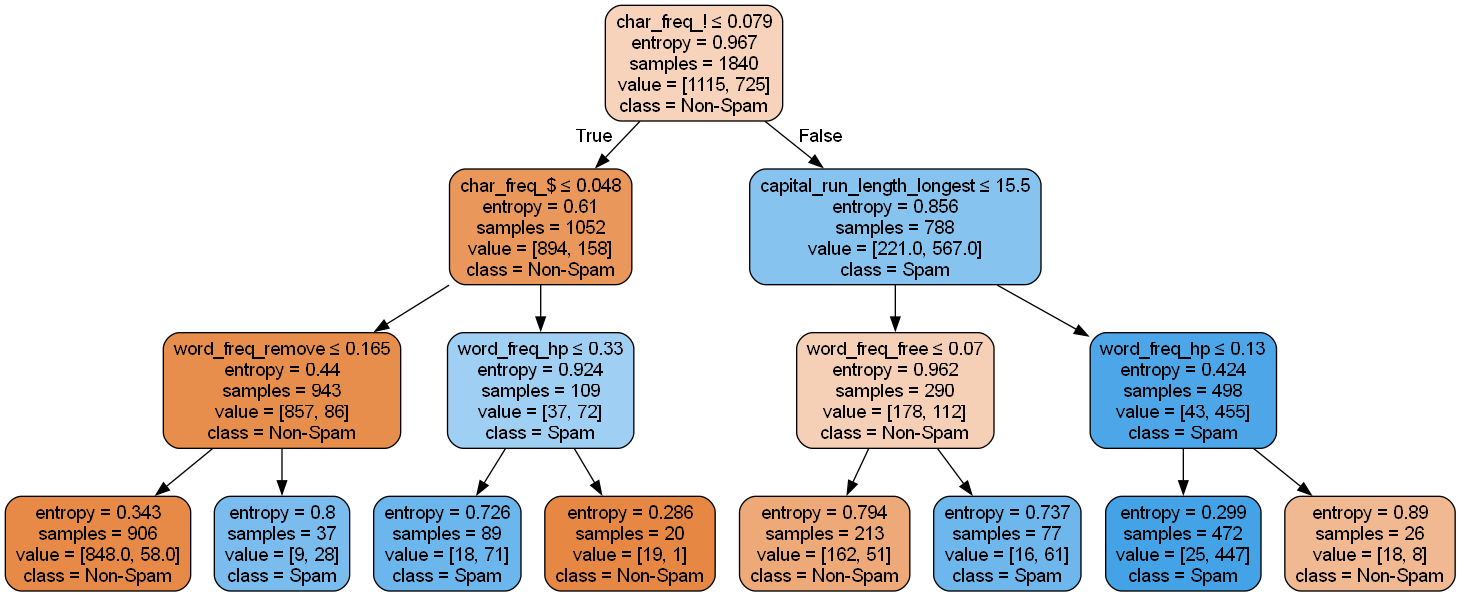 char_freq_! ≤ 0.079
entropy = 0.967
samples = 1840
value = [1115, 725]
class = Non-Spam
True
False
char_freq_$ ≤ 0.048
entropy = 0.61
samples = 1052
value = [894, 158]
class = Non-Spam
capital_run_length_longest ≤ 15.5
entropy = 0.856
samples = 788
value = [221.0, 567.0]
class = Spam
word_freq_remove ≤ 0.165
entropy = 0.44
samples = 943
value = [857, 86]
class = Non-Spam
word_freq_hp ≤ 0.33
entropy = 0.924
samples = 109
value = [37, 72]
class = Spam
word_freq_free ≤ 0.07
entropy = 0.962
samples = 290
value = [178, 112]
class = Non-Spam
word_freq_hp ≤ 0.13
entropy = 0.424
samples = 498
value = [43, 455]
class = Spam
entropy = 0.343
samples = 906
value = [848.0, 58.0]
class = Non-Spam
entropy = 0.8
samples = 37
value = [9, 28]
class = Spam
entropy = 0.726
samples = 89
value = [18, 71]
class = Spam
entropy = 0.286
samples = 20
value = [19, 1]
class = Non-Spam
entropy = 0.794
samples = 213
value = [162, 51]
class = Non-Spam
entropy = 0.737
samples = 77
value = [16, 61]
class = Spam
entropy = 0.299
samples = 472
value = [25, 447]
class = Spam
entropy = 0.89
samples = 26
value = [18, 8]
class = Non-Spam